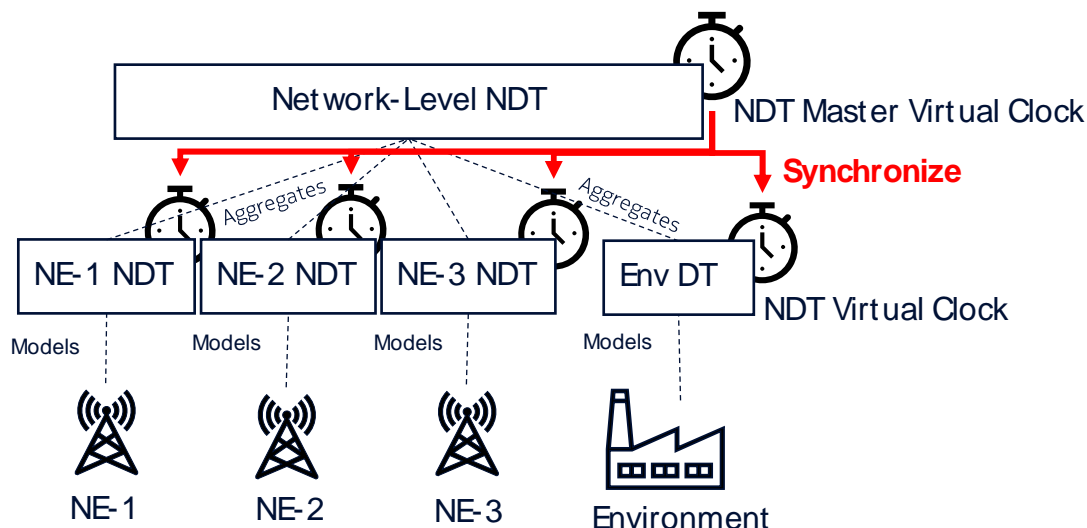 Network-Level NDT
NDT Master Virtual Clock
Synchronize
Aggregates
Aggregates
NE-1 NDT
NE-2 NDT
NE-3 NDT
Env DT
NDT Virtual Clock
Models
Models
Models
Models
NE-1
NE-2
NE-3
Environment